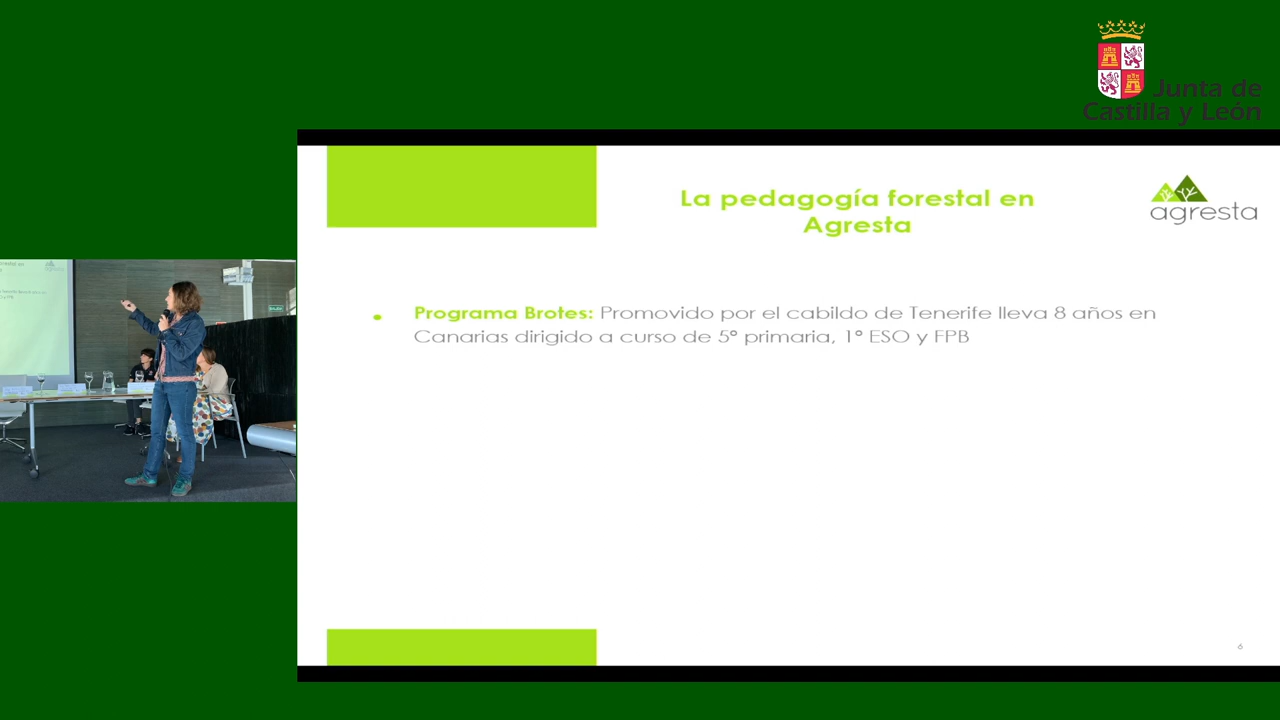 Junta de
Castilla y León
La pedagogía forestal en
Agresta
agresta
• Programa Brotes: Promovido por el cabildo de Tenerife lleva 8 años en
Canarias dirigido a curso de 5º primaria, 1º ESO y FPB
6